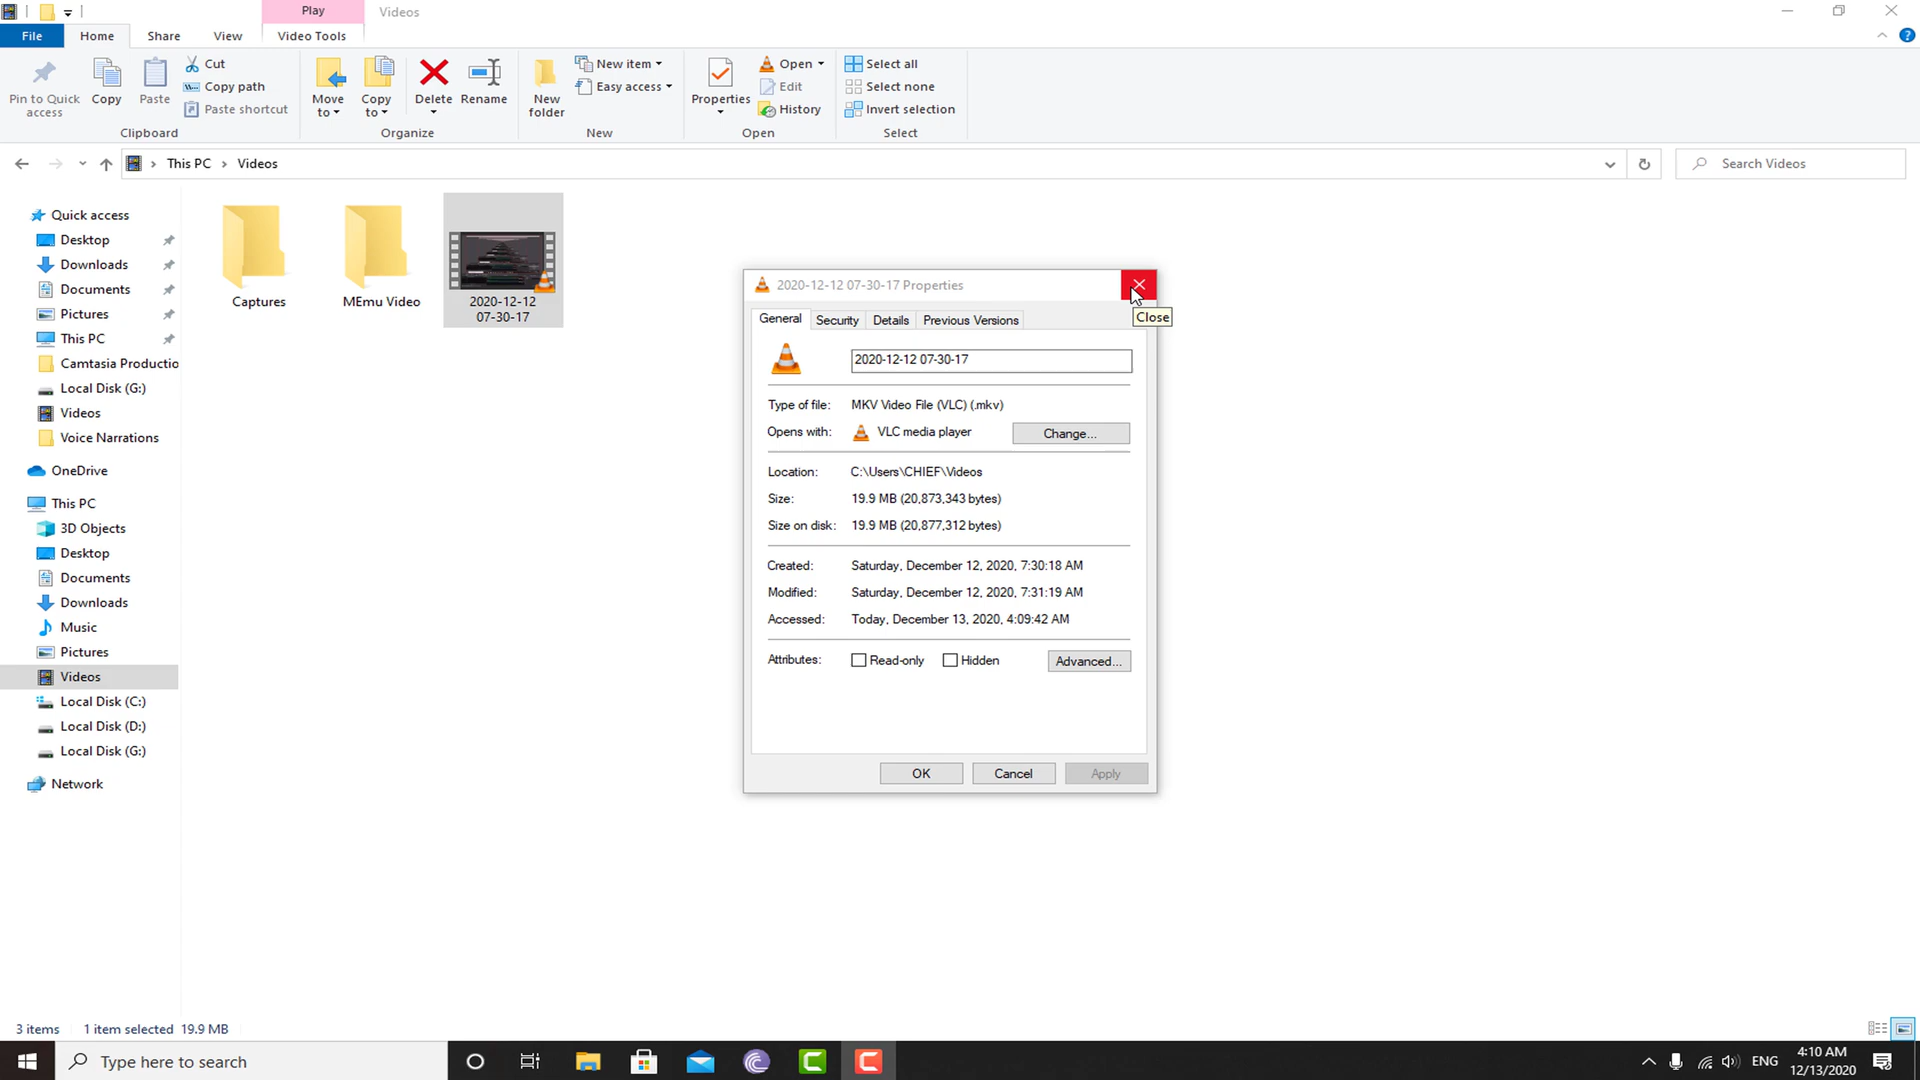 Play
Videos
File
Home
Share
View
Video Tools
Pin to Quick access
Copy
Paste
Cut
Copy path
Paste shortcut
Clipboard
Move to
Copy to
Delete
Rename
Organize
New folder
New item
Easy access
New
Properties
Open
Edit
History
Open
Select all
Select none
Invert selection
Select
This PC
Videos
Search Videos
Quick access
Desktop
Downloads
Documents
Pictures
This PC
Camtasia Productio
Local Disk (G:)
Videos
Voice Narrations
OneDrive
This PC
3D Objects
Desktop
Documents
Downloads
Music
Pictures
Videos
Local Disk (C:)
Local Disk (D:)
Local Disk (G:)
Network
Captures
MEmu Video
2020-12-12
07-30-17
2020-12-12 07-30-17 Properties
Close
General
Security
Details
Previous Versions
2020-12-12 07-30-17
Type of file: MKV Video File (VLC) (.mkv)
Opens with: VLC media player
Change...
Location: C:\Users\CHIEF\Videos
Size: 19.9 MB (20,873,343 bytes)
Size on disk: 19.9 MB (20,877,312 bytes)
Created: Saturday, December 12, 2020, 7:30:18 AM
Modified: Saturday, December 12, 2020, 7:31:19 AM
Accessed: Today, December 13, 2020, 4:09:42 AM
Attributes: Read-only Hidden
Advanced...
OK
Cancel
Apply
3 items
1 item selected 19.9 MB
Type here to search
ENG
4:10 AM
12/13/2020